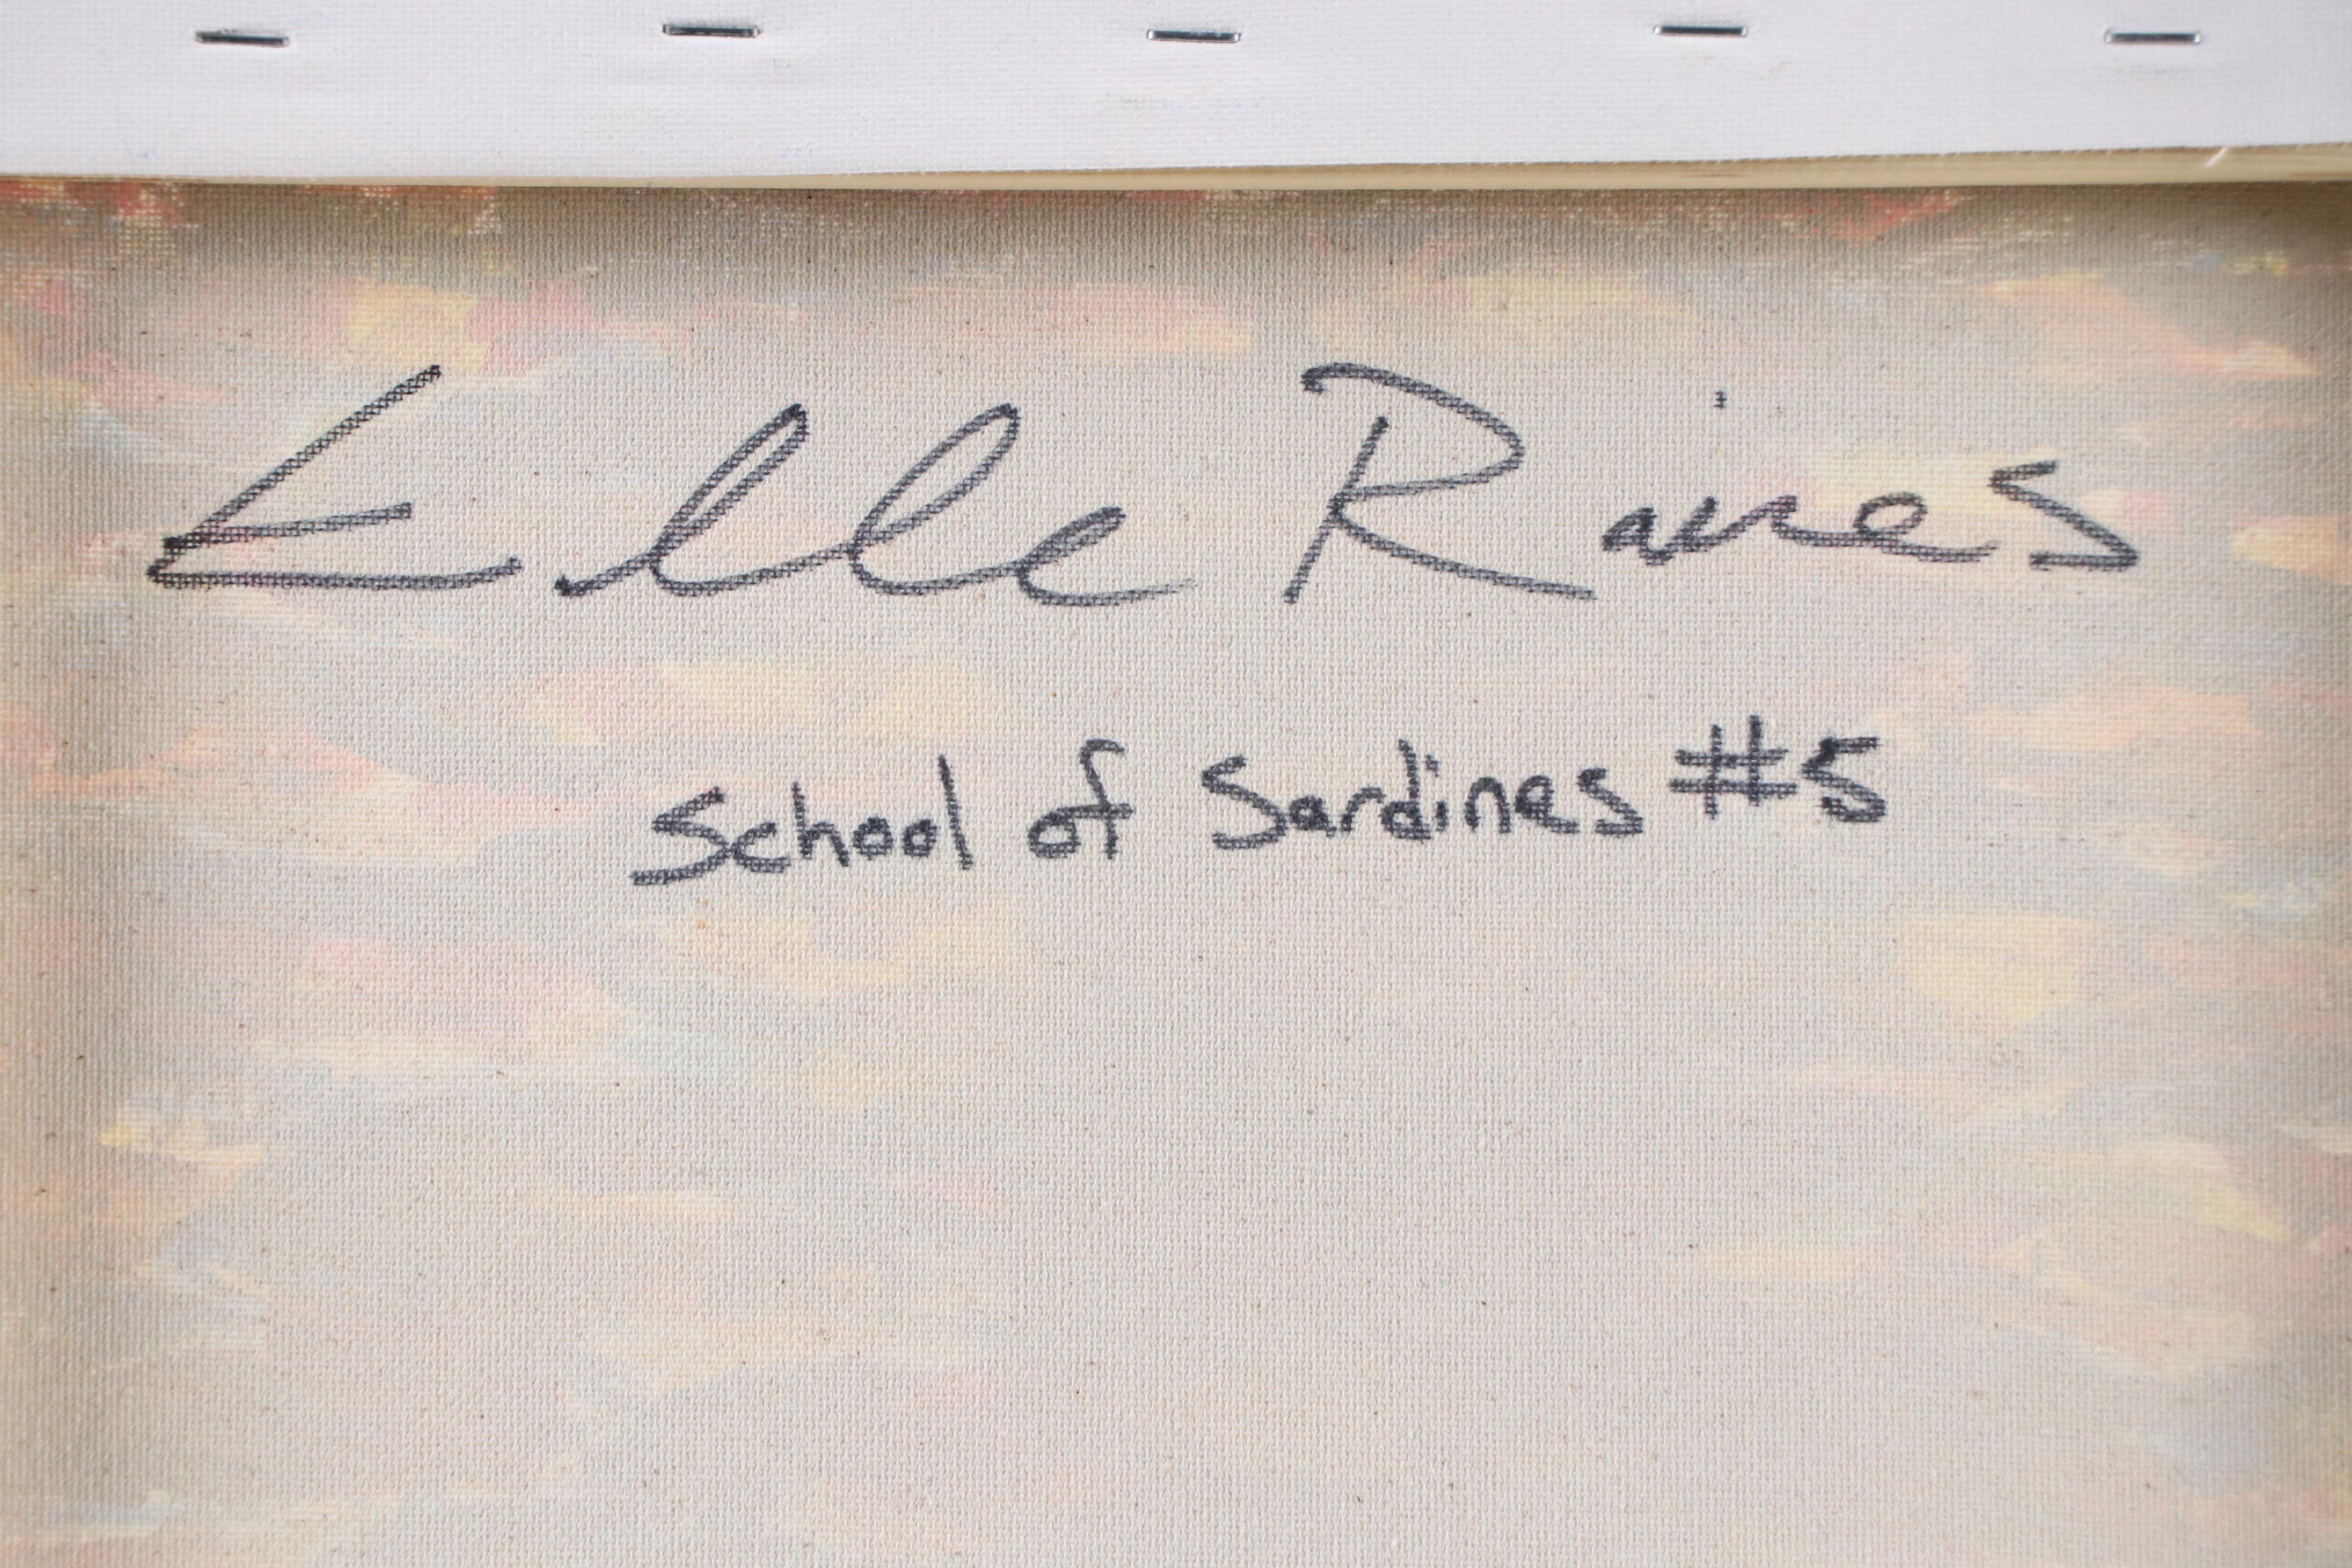 Elle Raines
School of Sardines #5